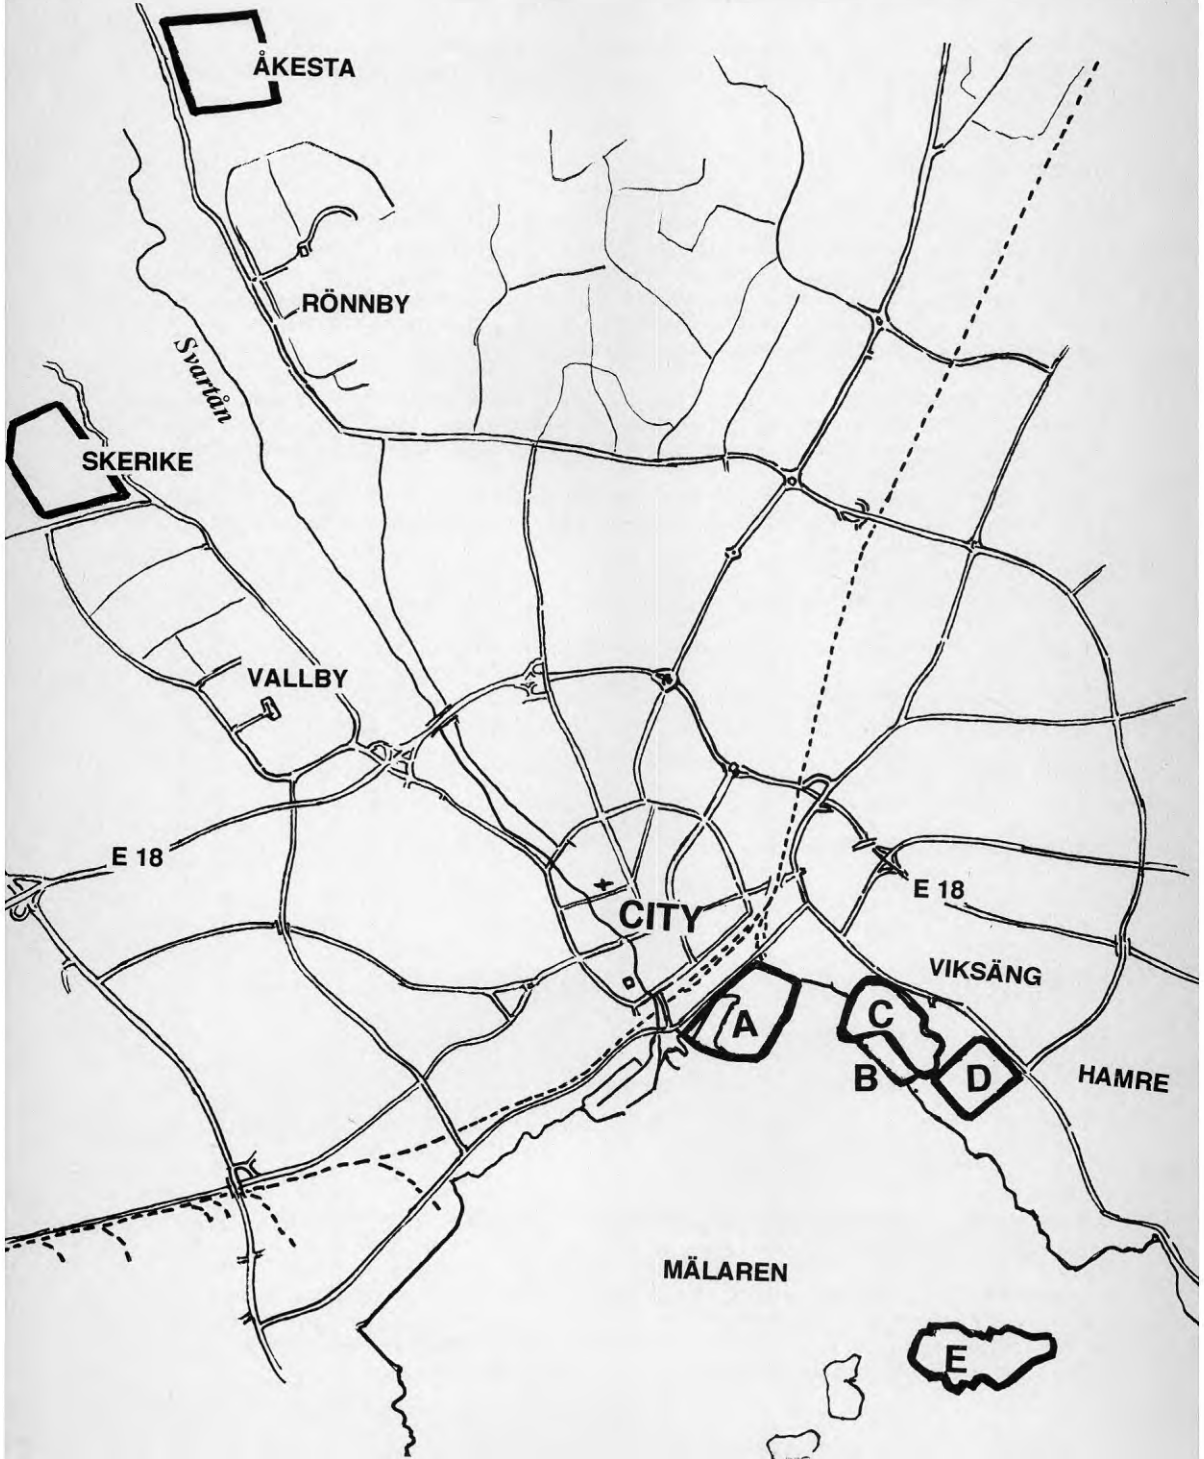 ÅKESTA
RÖNNBY
Svartån
SKERIKE
VALLBY
E 18
E 18
CITY
VIKSÄNG
A
C
B
D
HAMRE
MÄLAREN
E